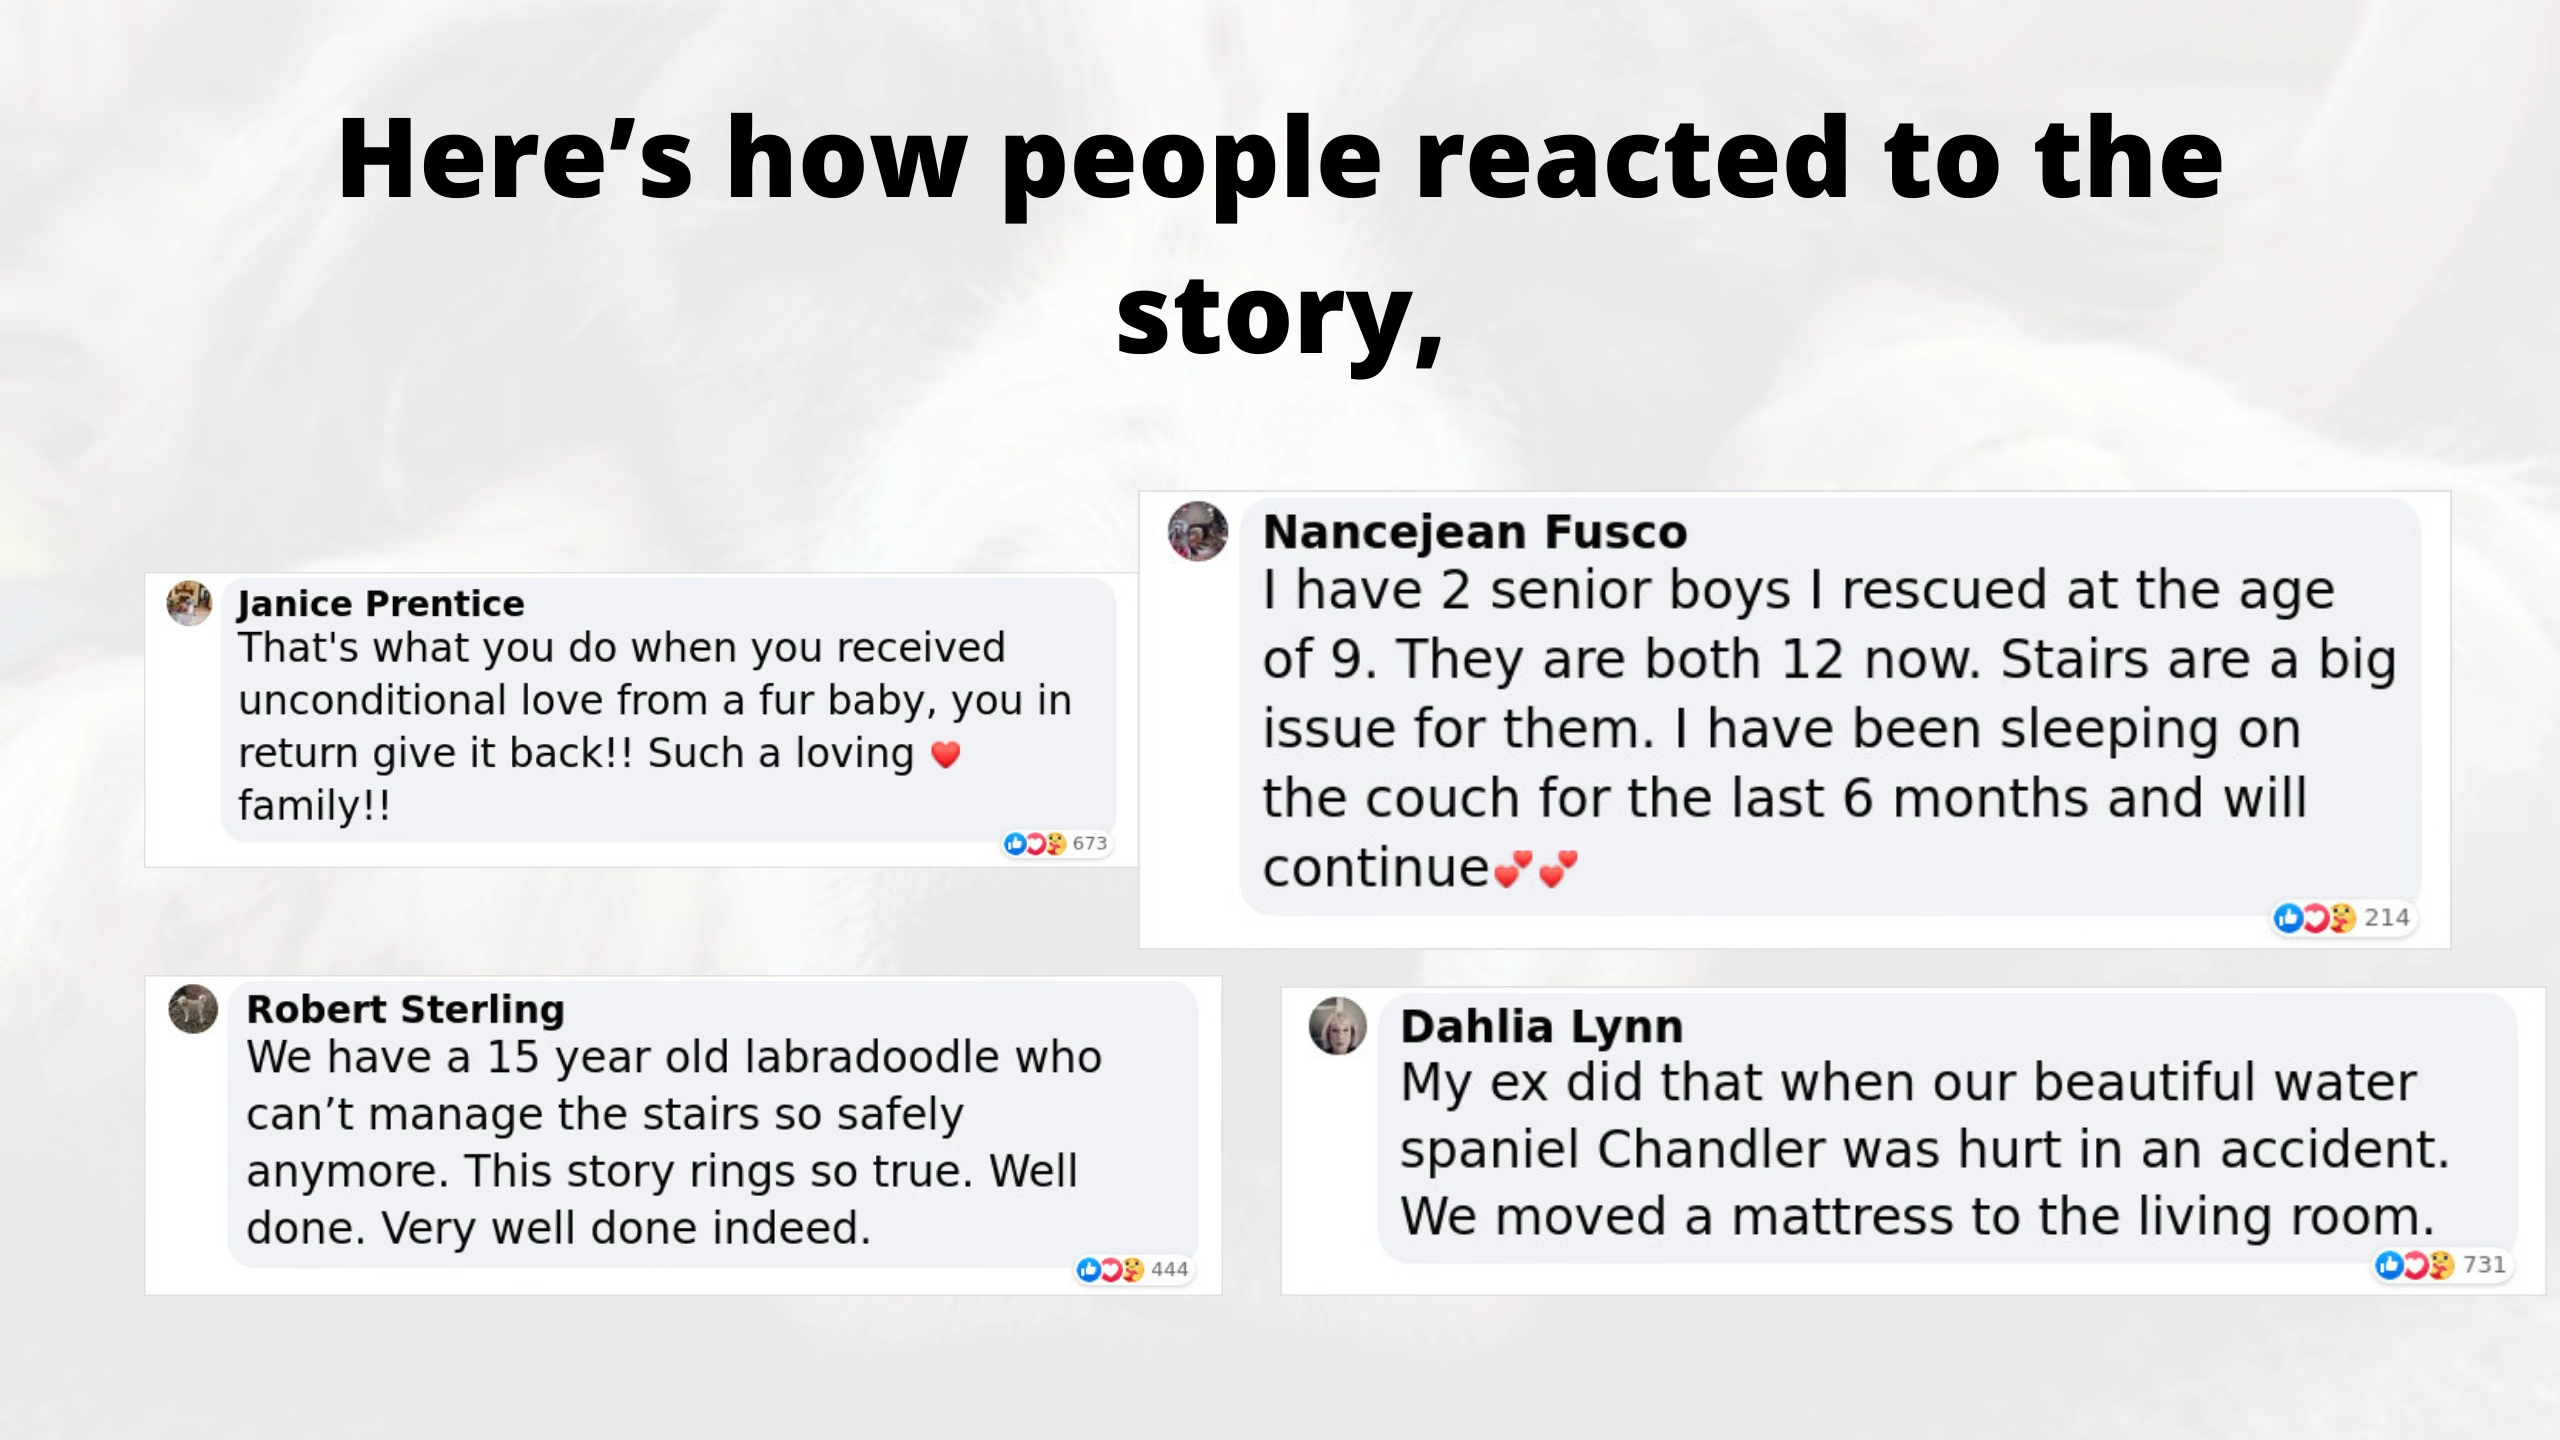 Here’s how people reacted to the
story,
Janice Prentice
That's what you do when you received
unconditional love from a fur baby, you in
return give it back!! Such a loving ❤️
family!!
673
Nancejean Fusco
I have 2 senior boys I rescued at the age
of 9. They are both 12 now. Stairs are a big
issue for them. I have been sleeping on
the couch for the last 6 months and will
continue💕💕
214
Robert Sterling
We have a 15 year old labradoodle who
can’t manage the stairs so safely
anymore. This story rings so true. Well
done. Very well done indeed.
444
Dahlia Lynn
My ex did that when our beautiful water
spaniel Chandler was hurt in an accident.
We moved a mattress to the living room.
731